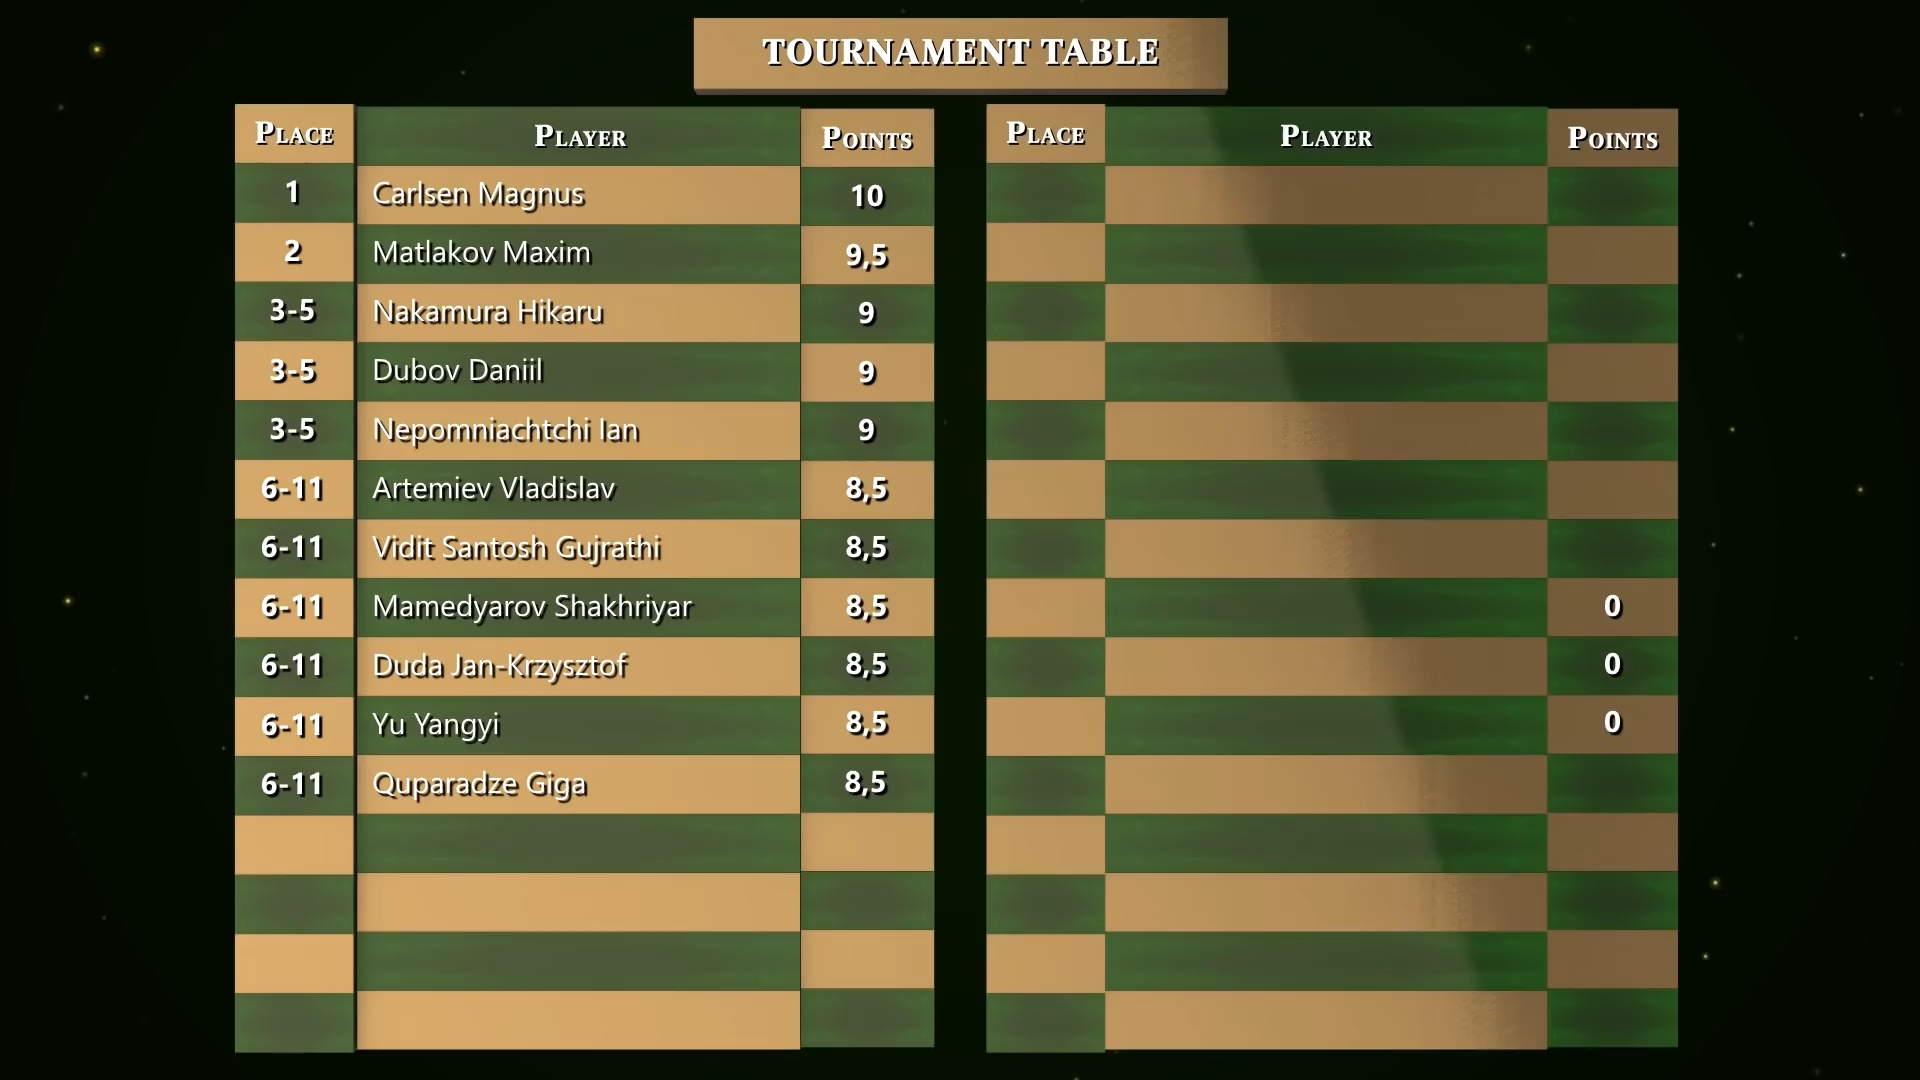 TOURNAMENT TABLE
PLACE PLAYER POINTS
1 Carlsen Magnus 10
2 Matlakov Maxim 9,5
3-5 Nakamura Hikaru 9
3-5 Dubov Daniil 9
3-5 Nepomniachtchi Ian 9
6-11 Artemiev Vladislav 8,5
6-11 Vidit Santosh Gujrathi 8,5
6-11 Mamedyarov Shakhriyar 8,5
6-11 Duda Jan-Krzysztof 8,5
6-11 Yu Yangyi 8,5
6-11 Quparadze Giga 8,5
PLACE PLAYER POINTS
0
0
0